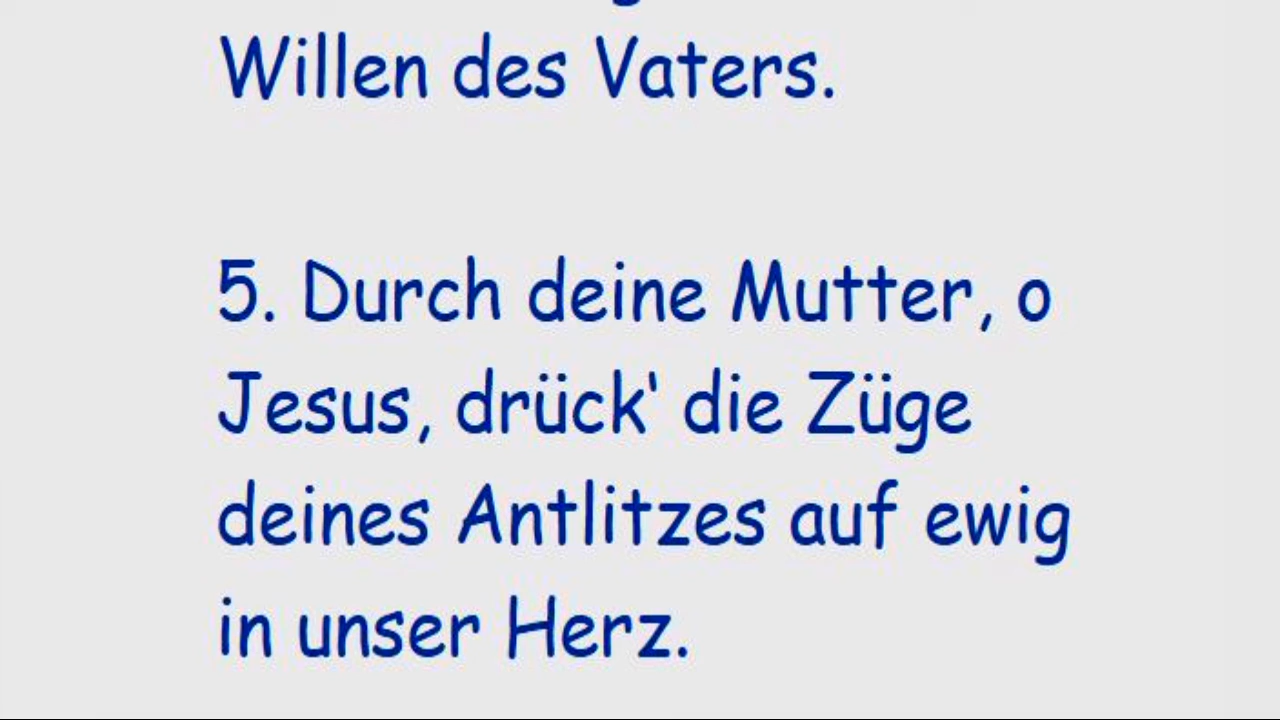 Willen des Vaters.
5. Durch deine Mutter, o
Jesus, drück' die Züge
deines Antlitzes auf ewig
in unser Herz.